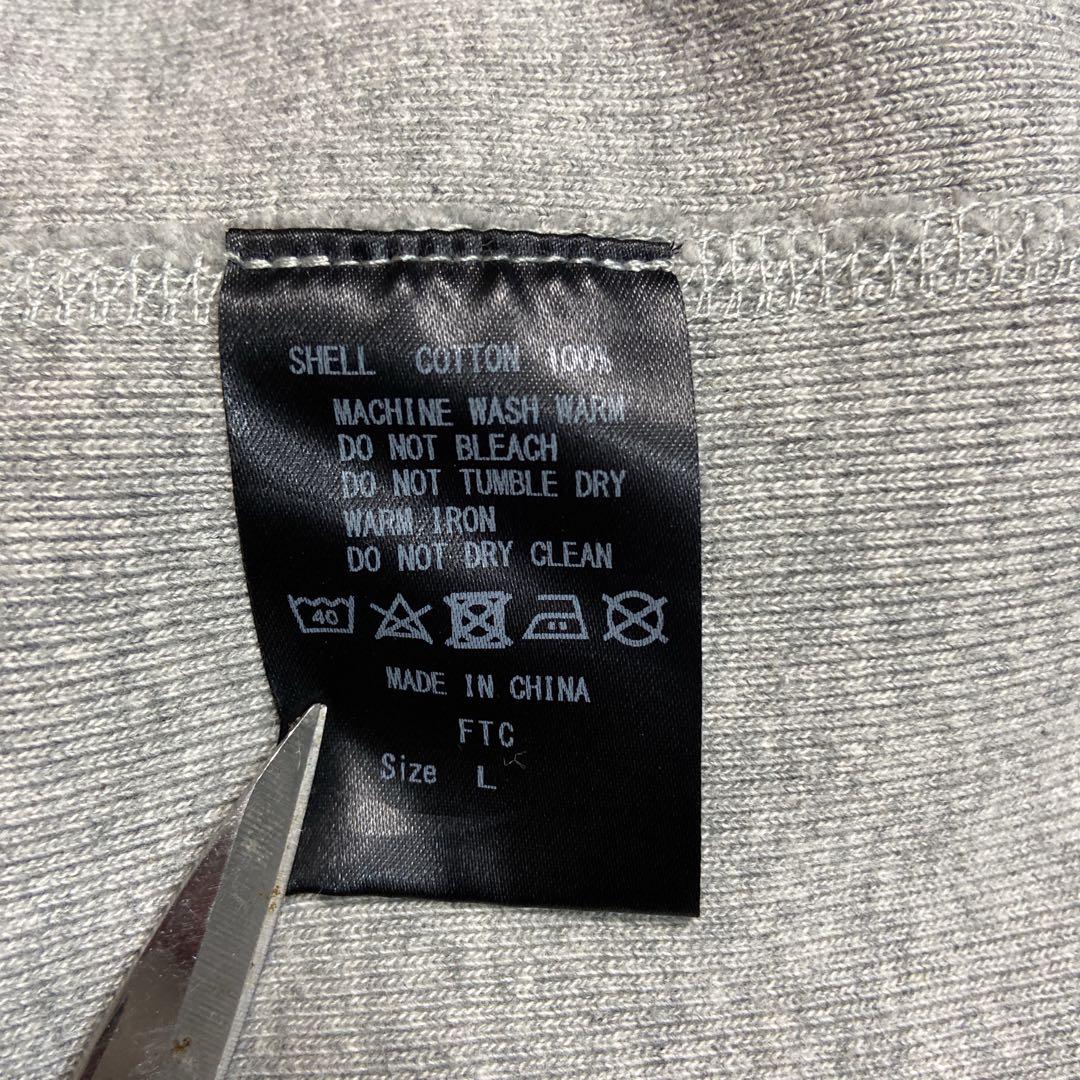 SHELL COTTON 100%
MACHINE WASH WARM
DO NOT BLEACH
DO NOT TUMBLE DRY
WARM IRON
DO NOT DRY CLEAN
40
MADE IN CHINA
FTC
Size L